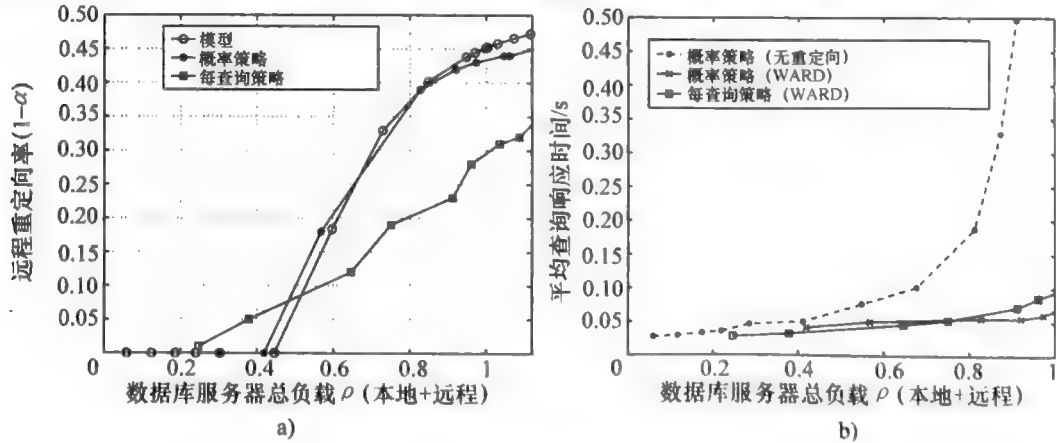 0.50
0.45
0.40
0.35
0.30
0.25
0.20
0.15
0.10
0.05
0
远程重定向率(1−α)
模型
概率策略
每查询策略
0.2
0.4
0.6
0.8
1
数据库服务器总负载 ρ (本地+远程)
a)
0.50
0.50
0.40
0.35
0.30
0.25
0.20
0.15
0.10
0.05
平均查询响应时间/s
概率策略 (无重定向)
概率策略 (WARD)
每查询策略 (WARD)
0
0.2
0.4
0.6
0.8
1
数据库服务器总负载 ρ (本地+远程)
b)